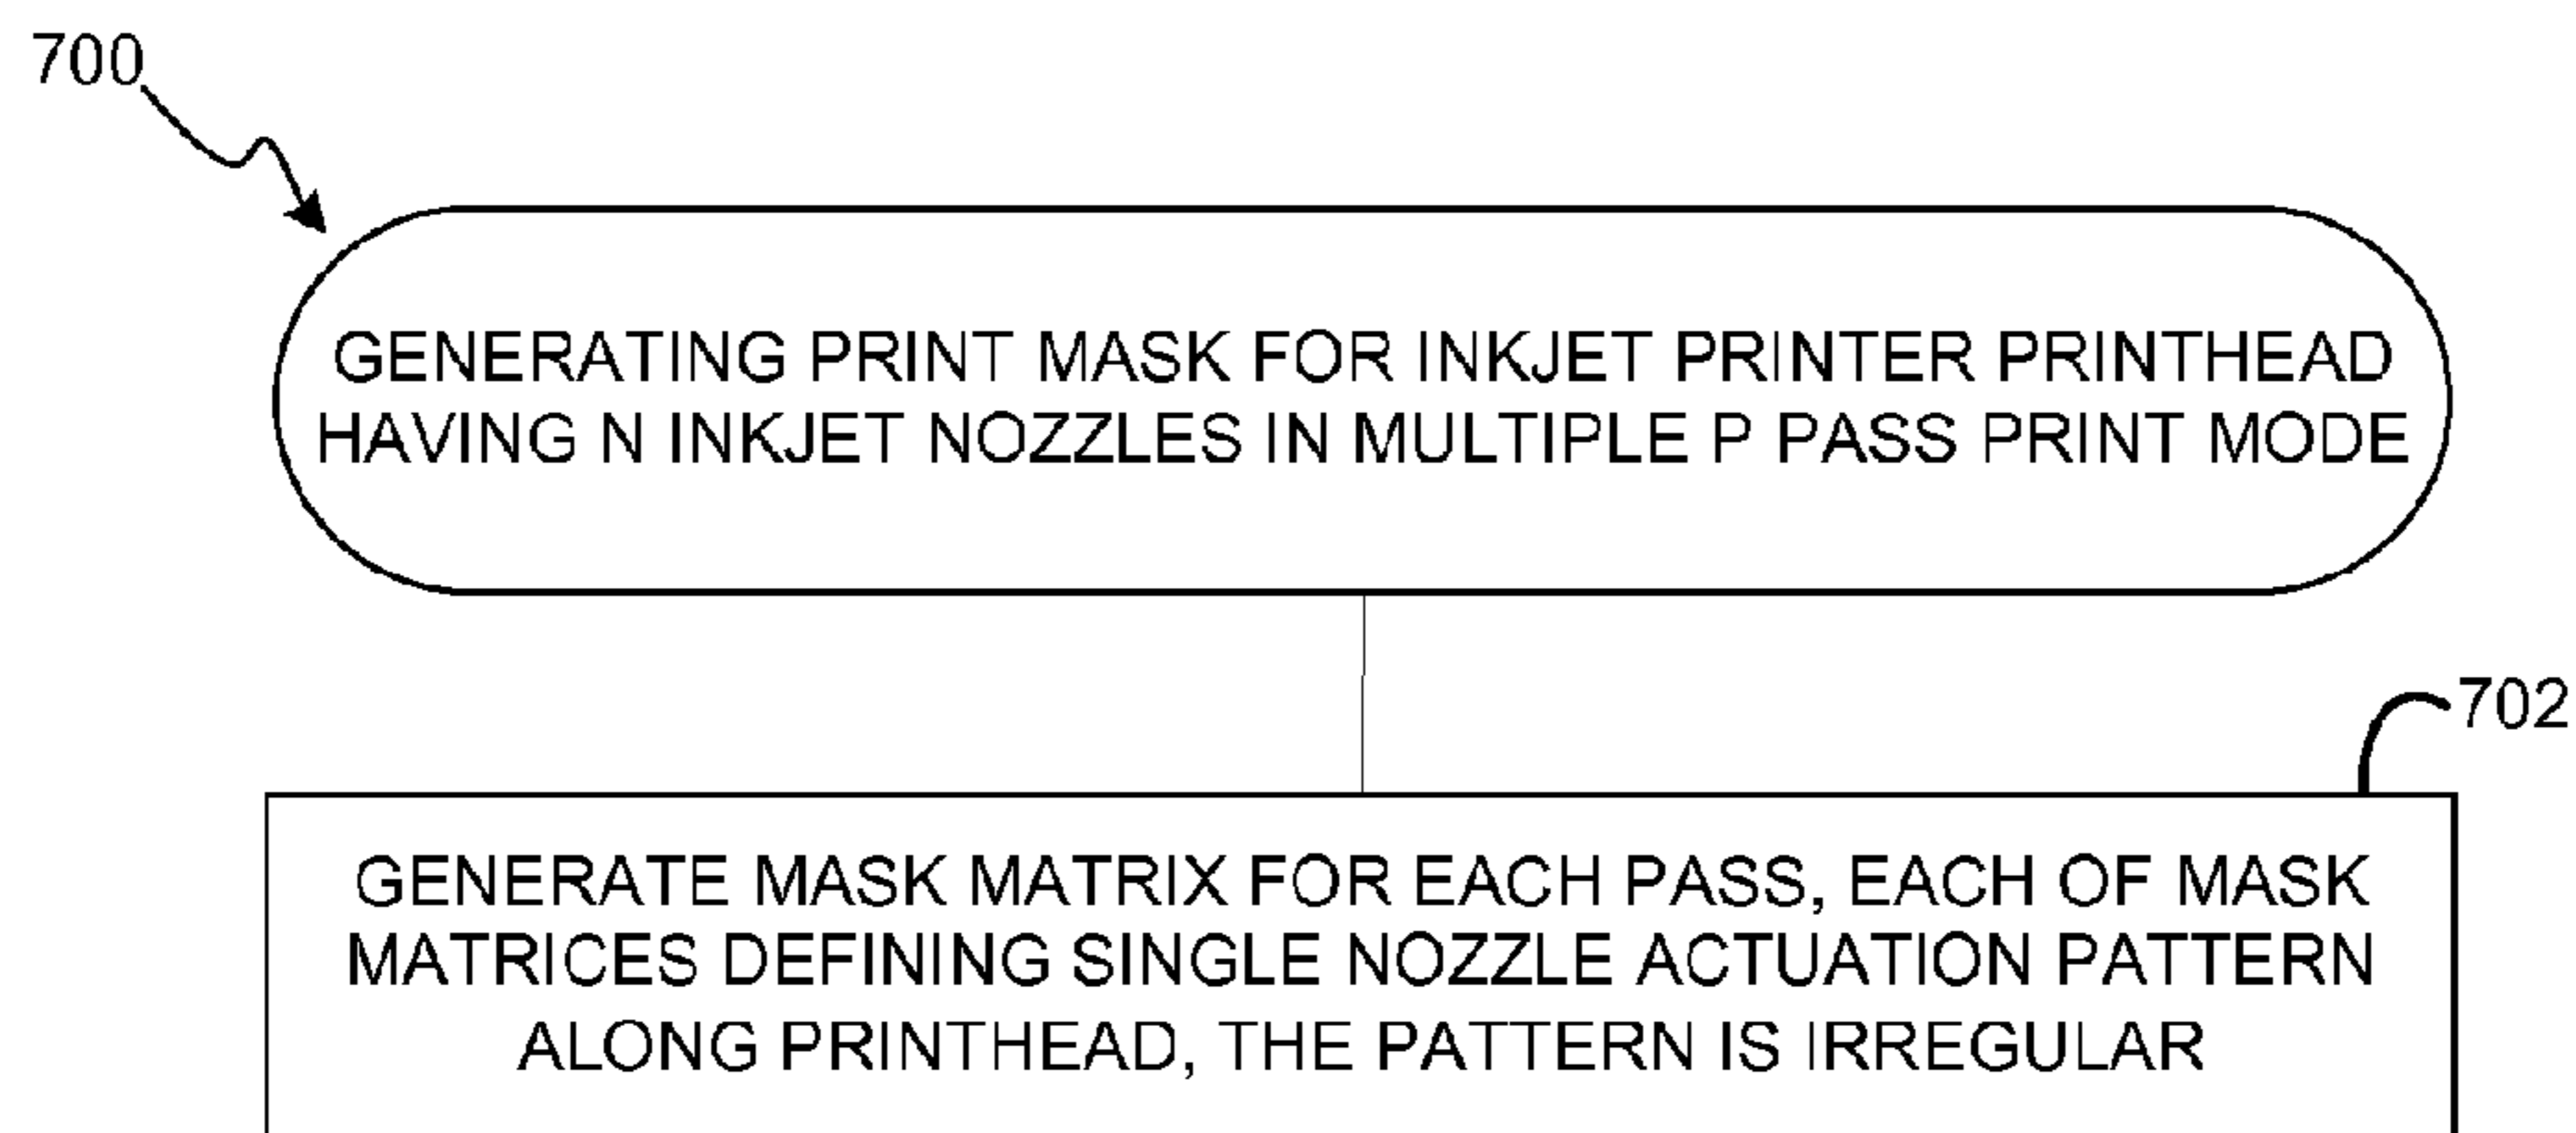 700
GENERATING PRINT MASK FOR INKJET PRINTER PRINTHEAD
HAVING N INKJET NOZZLES IN MULTIPLE P PASS PRINT MODE
702
GENERATE MASK MATRIX FOR EACH PASS, EACH OF MASK
MATRICES DEFINING SINGLE NOZZLE ACTUATION PATTERN
ALONG PRINTHEAD, THE PATTERN IS IRREGULAR